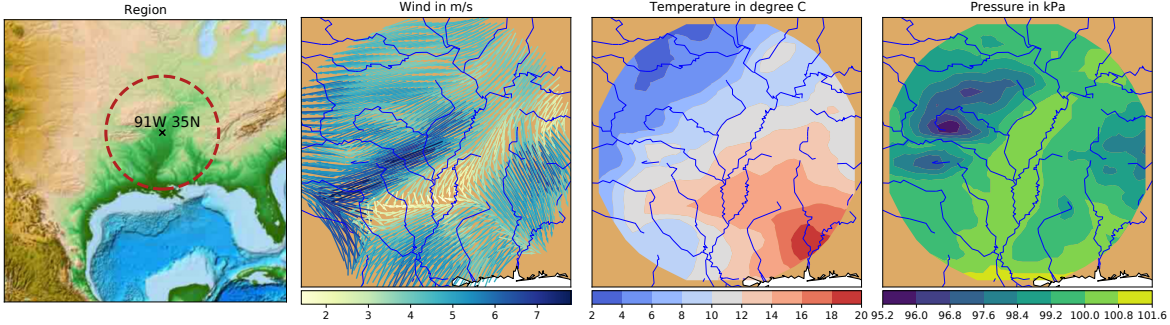 Region
91W 35N
Wind in m/s
2 3 4 5 6 7
Temperature in degree C
2 4 6 8 10 12 14 16 18 20
Pressure in kPa
95.2 96.0 96.8 97.6 98.4 99.2 100.0 100.8 101.6